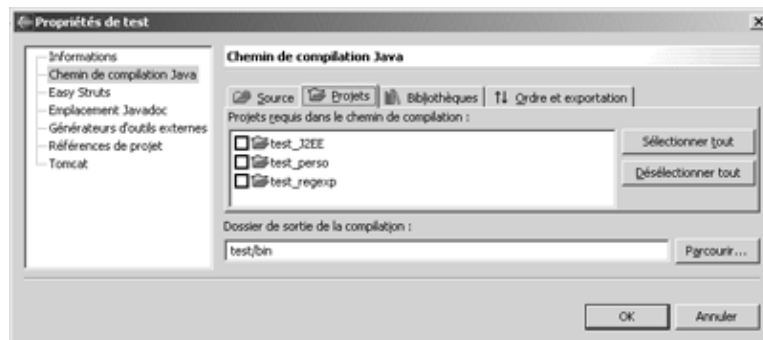 Propriétés de test
Informations
Chemin de compilation Java
Easy Struts
Emplacement Javadoc
Générateurs d'outils externes
Références de projet
Tomcat
Chemin de compilation Java
Source Projets Bibliothèques Ordre et exportation
Projets requis dans le chemin de compilation :
test_J2EE
test_perso
test_regexp
Sélectionner tout
Désélectionner tout
Dossier de sortie de la compilation :
test/bin
Parcourir...
OK Annuler